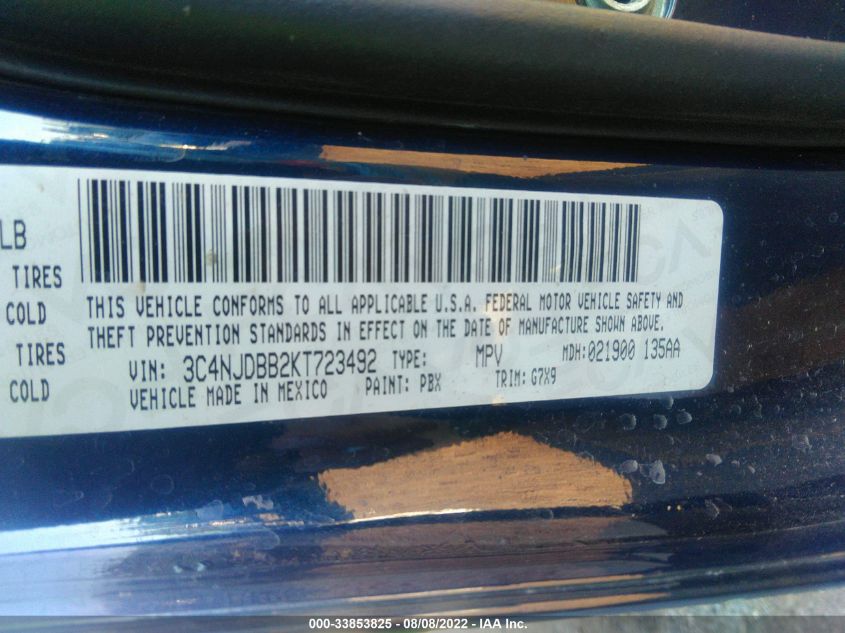 LB
TIRES
COLD
TIRES
COLD
THIS VEHICLE CONFORMS TO ALL APPLICABLE U.S.A. FEDERAL MOTOR VEHICLE SAFETY AND
THEFT PREVENTION STANDARDS IN EFFECT ON THE DATE OF MANUFACTURE SHOWN ABOVE.
VIN: 3C4NJDBB2KT723492 TYPE: MPV MDH:021900 135AA
VEHICLE MADE IN MEXICO PAINT: PBX TRIM: G7X9
000-33853825 - 08/08/2022 - IAA Inc.